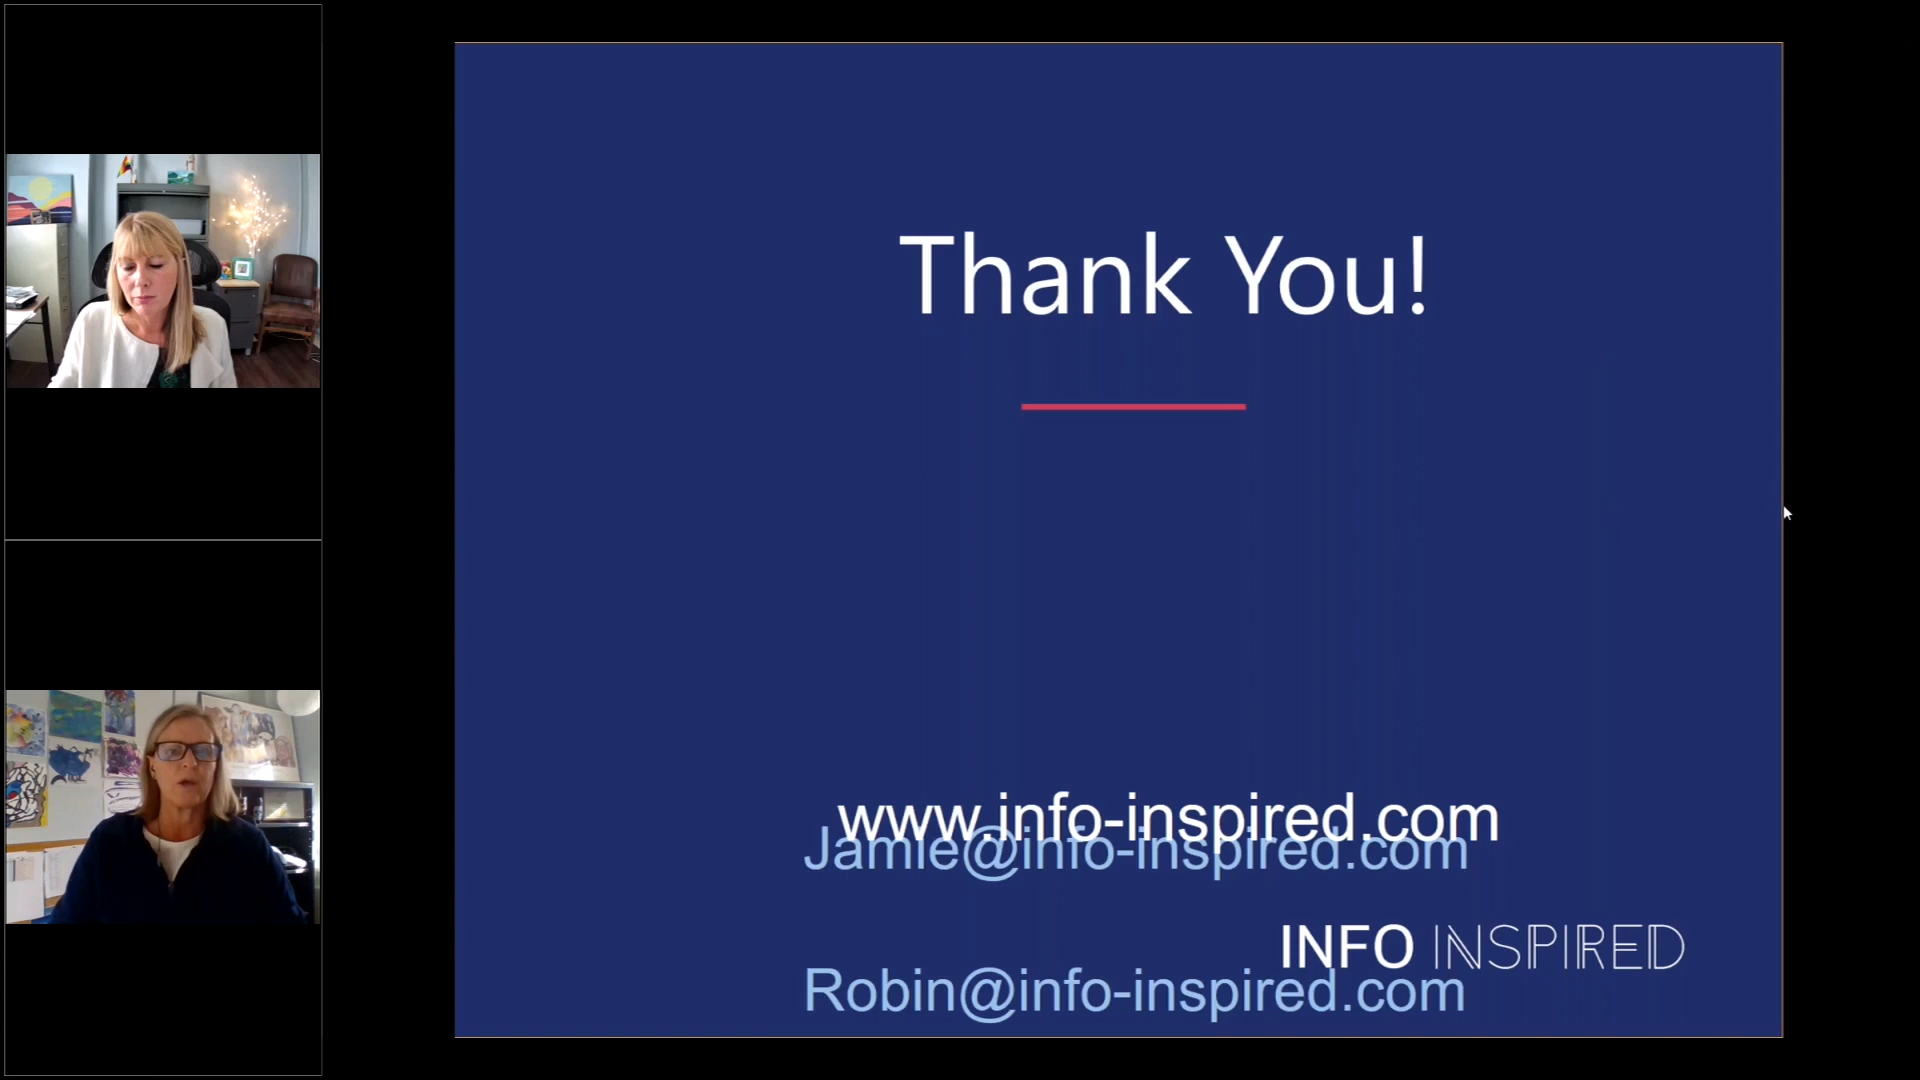 Thank You!
www.info-inspired.com
Jamie@info-inspired.com
INFO INSPIRED
Robin@info-inspired.com